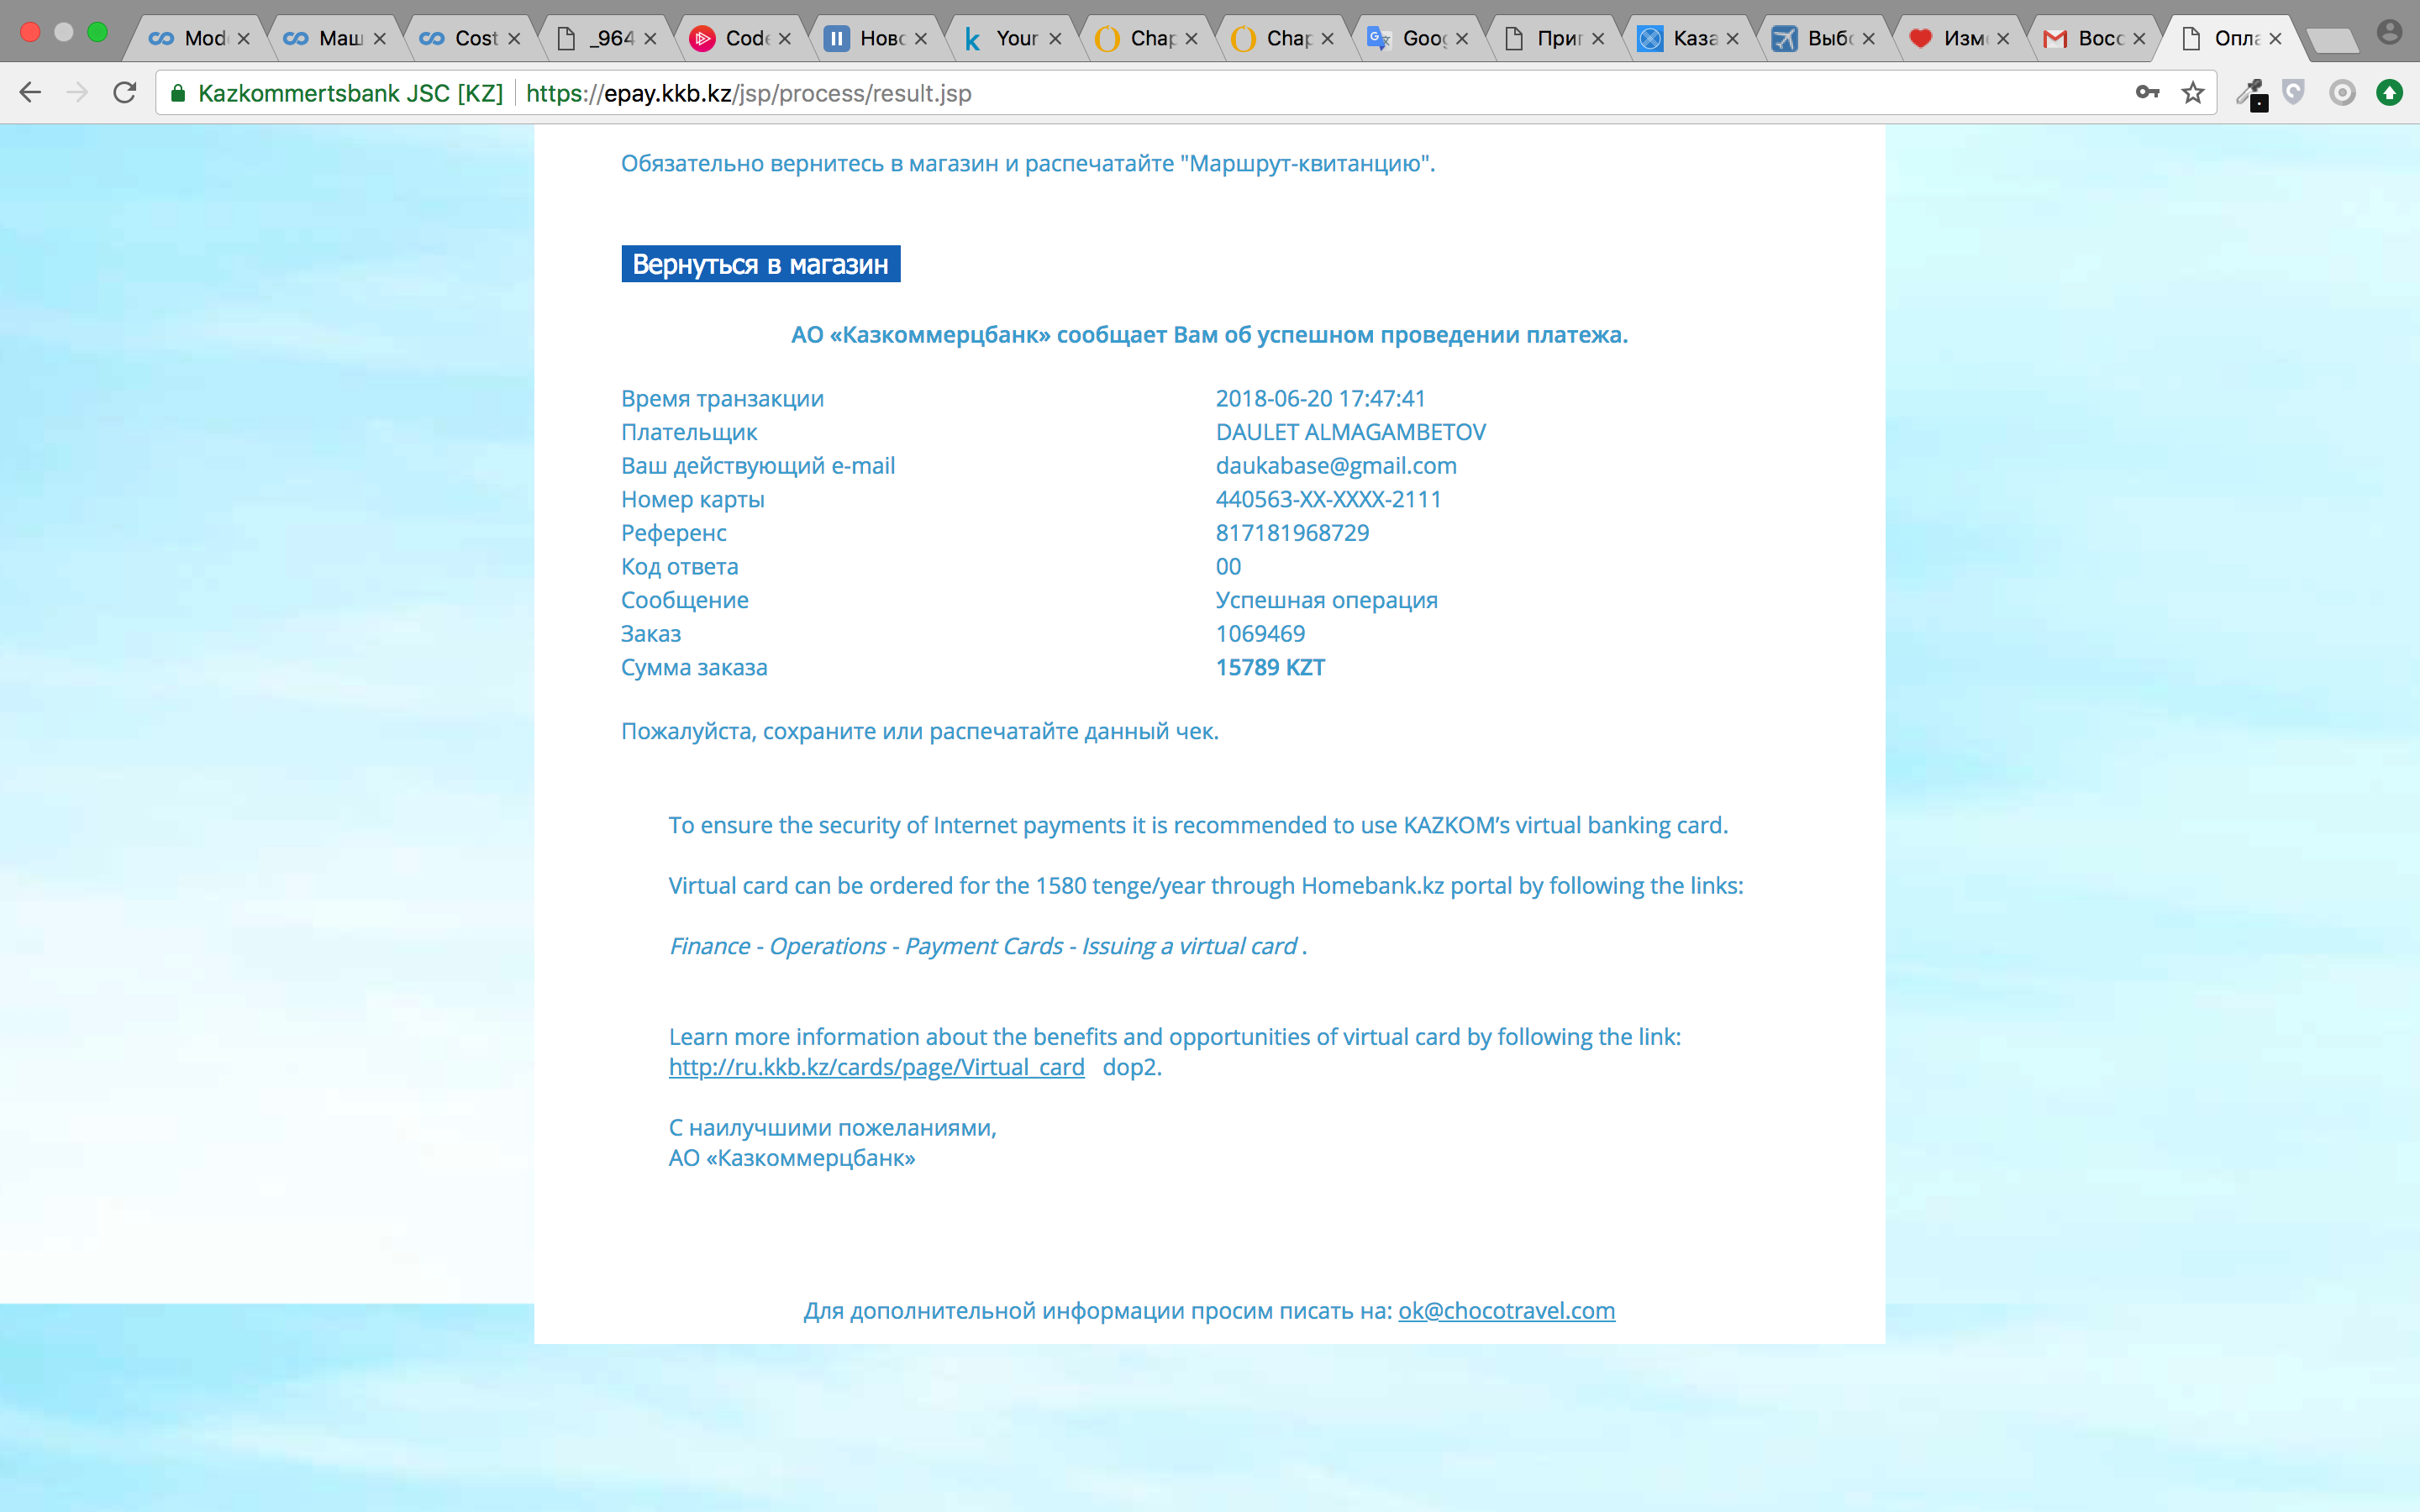 Mod
Маш
Cost
_964
Code
Ново
Your
Chap
Chap
Goog
Приг
Каза
Выбо
Изме
Восс
Опла
Kazkommertsbank JSC [KZ] https://epay.kkb.kz/jsp/process/result.jsp
Обязательно вернитесь в магазин и распечатайте "Маршрут-квитанцию".
Вернуться в магазин
АО «Казкоммерцбанк» сообщает Вам об успешном проведении платежа.
Время транзакции 2018-06-20 17:47:41
Плательщик DAULET ALMAGAMBETOV
Ваш действующий e-mail daukabase@gmail.com
Номер карты 440563-XX-XXXX-2111
Референс 817181968729
Код ответа 00
Сообщение Успешная операция
Заказ 1069469
Сумма заказа 15789 KZT
Пожалуйста, сохраните или распечатайте данный чек.
To ensure the security of Internet payments it is recommended to use KAZKOM’s virtual banking card.
Virtual card can be ordered for the 1580 tenge/year through Homebank.kz portal by following the links:
Finance - Operations - Payment Cards - Issuing a virtual card .
Learn more information about the benefits and opportunities of virtual card by following the link:
http://ru.kkb.kz/cards/page/Virtual_card dop2.
С наилучшими пожеланиями,
АО «Казкоммерцбанк»
Для дополнительной информации просим писать на: ok@chocotravel.com